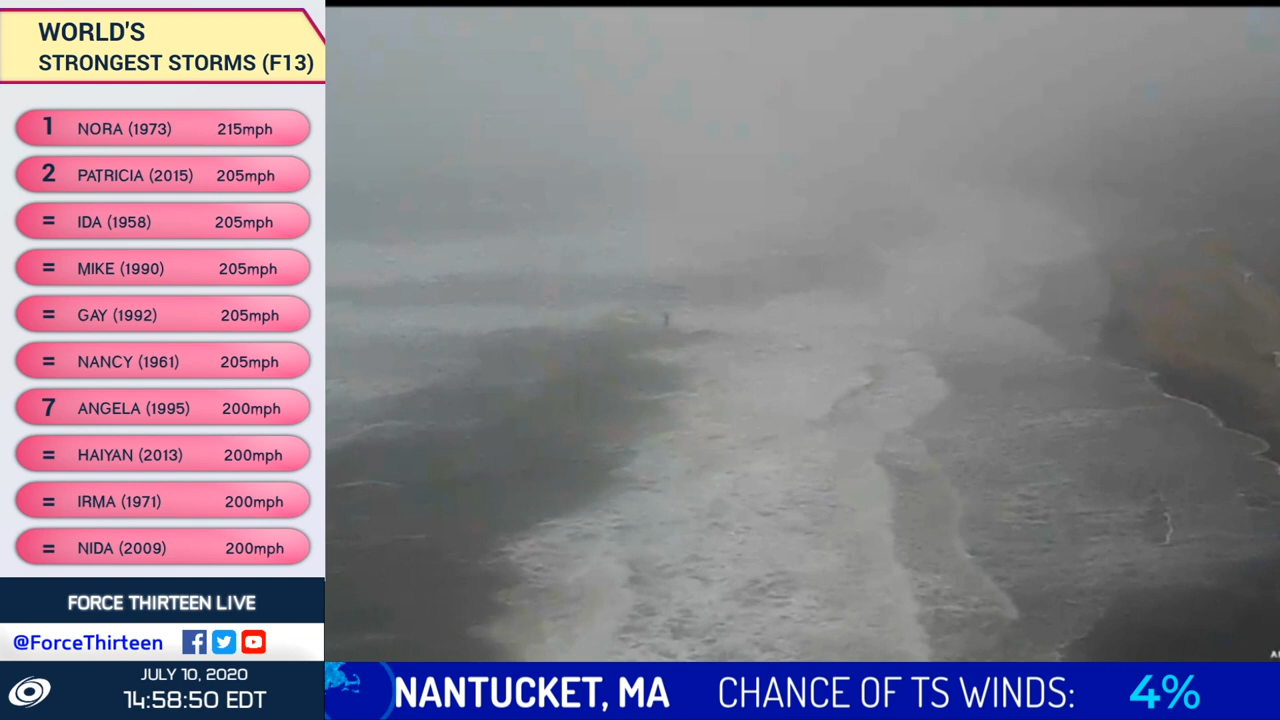 WORLD'S
STRONGEST STORMS (F13)
1 NORA (1973) 215mph
2 PATRICIA (2015) 205mph
= IDA (1958) 205mph
= MIKE (1990) 205mph
= GAY (1992) 205mph
= NANCY (1961) 205mph
7 ANGELA (1995) 200mph
= HAIYAN (2013) 200mph
= IRMA (1971) 200mph
= NIDA (2009) 200mph
FORCE THIRTEEN LIVE
@ForceThirteen
JULY 10, 2020
14:58:50 EDT
NANTUCKET, MA CHANCE OF TS WINDS: 4%